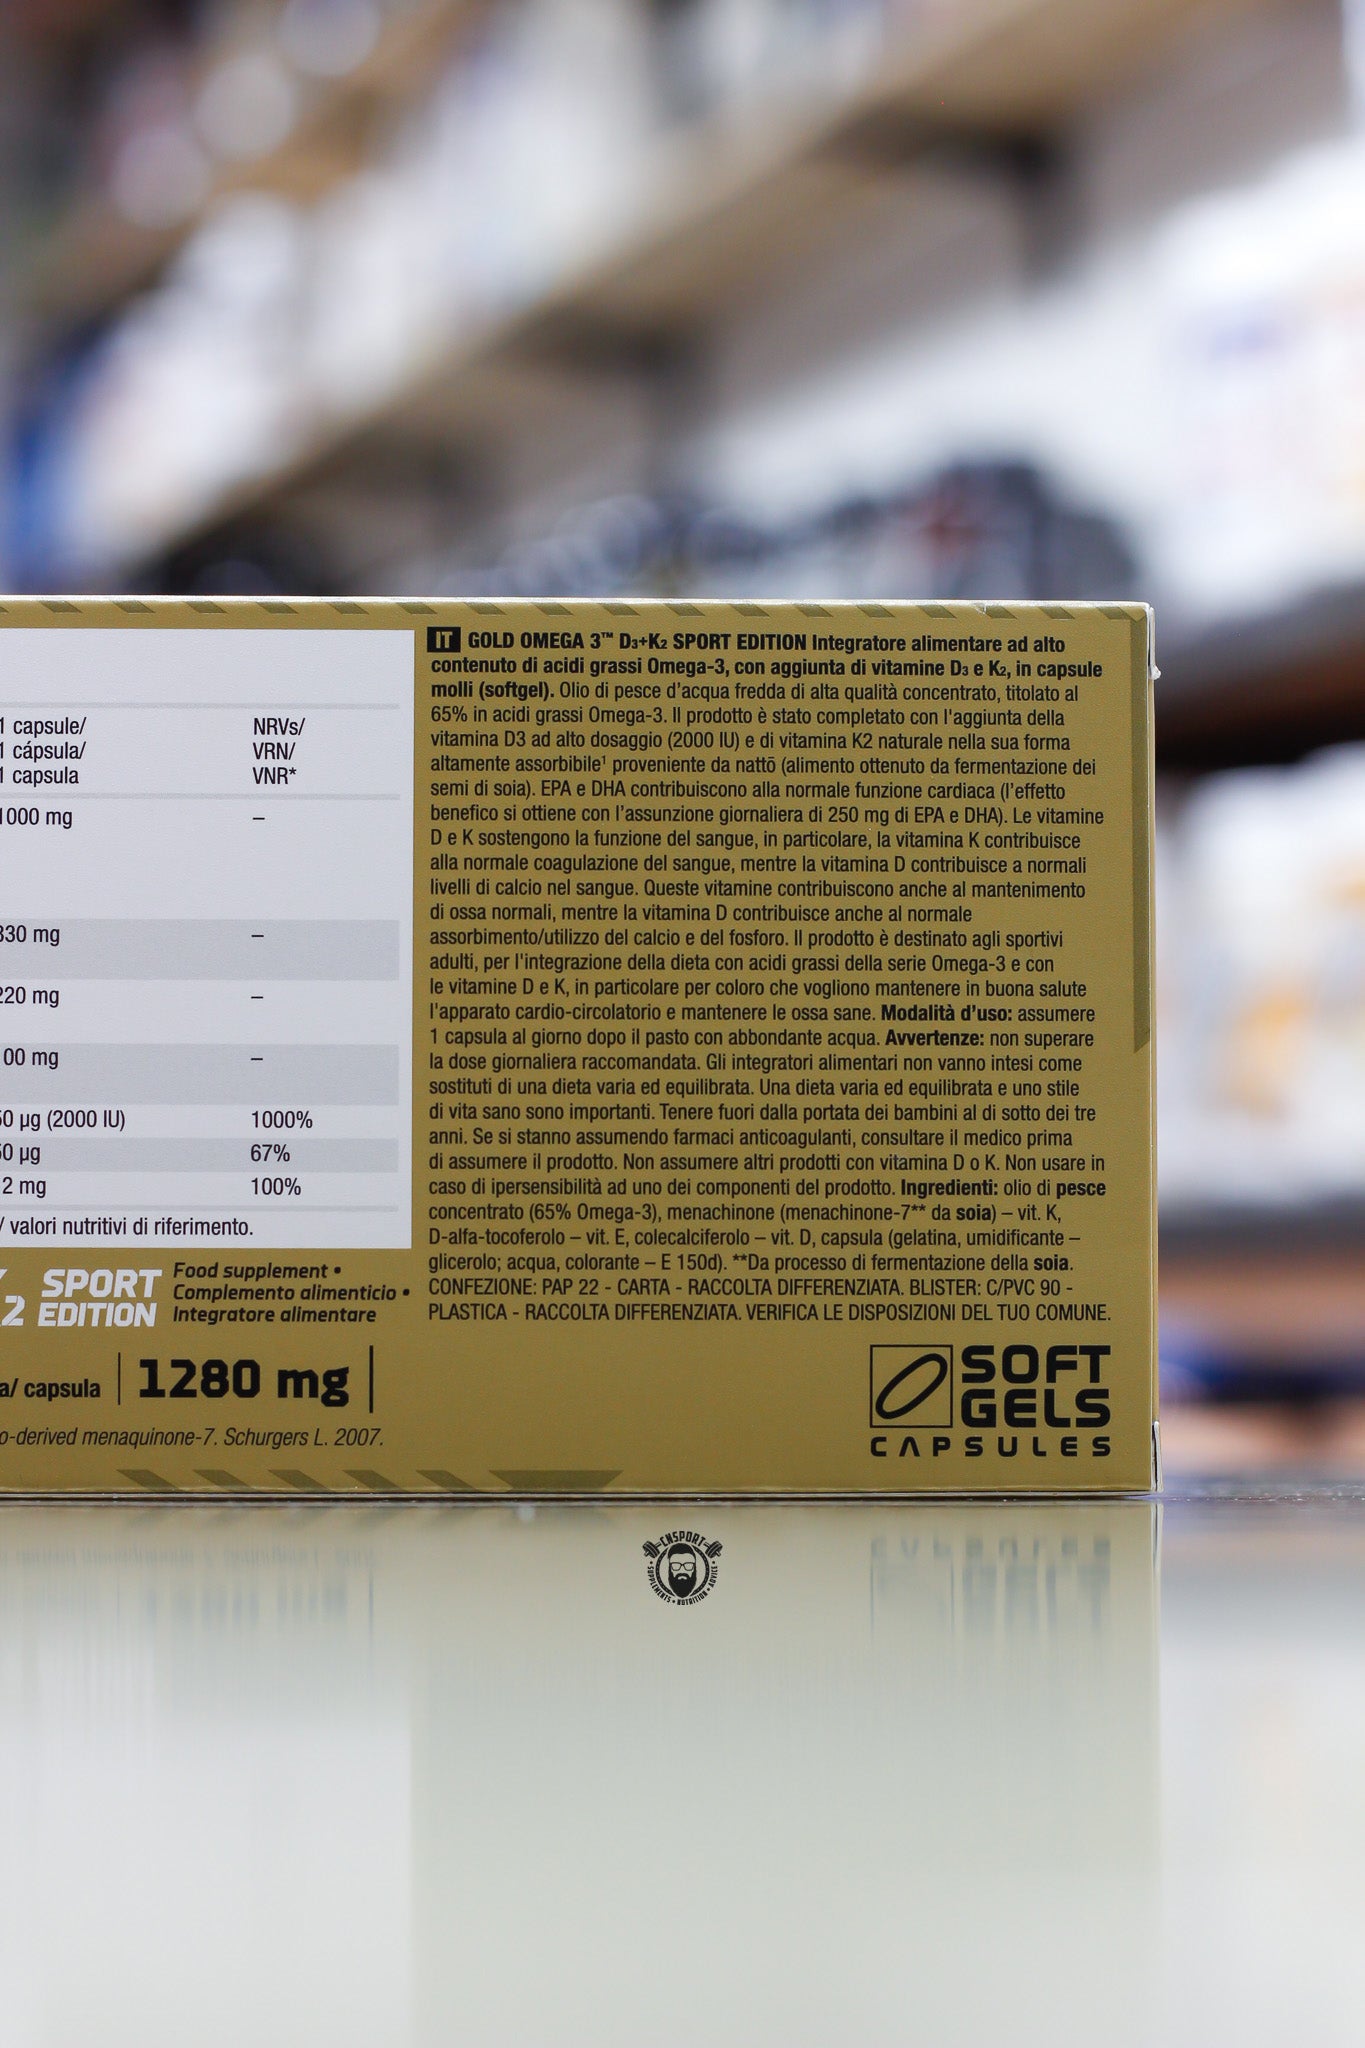 1 capsule/ NRVs/
1 cápsula/ VRN/
1 capsula VNR*
1000 mg –
330 mg –
220 mg –
00 mg –
50 µg (2000 IU) 1000%
50 µg 67%
12 mg 100%
/ valori nutritivi di riferimento.
2 SPORT EDITION
Food supplement •
Complemento alimenticio •
Integratore alimentare
a/ capsula 1280 mg
o-derived menaquinone-7. Schurgers L. 2007.
IT GOLD OMEGA 3™ D3+K2 SPORT EDITION Integratore alimentare ad alto
contenuto di acidi grassi Omega-3, con aggiunta di vitamine D3 e K2, in capsule
molli (softgel). Olio di pesce d'acqua fredda di alta qualità concentrato, titolato al
65% in acidi grassi Omega-3. Il prodotto è stato completato con l'aggiunta della
vitamina D3 ad alto dosaggio (2000 IU) e di vitamina K2 naturale nella sua forma
altamente assorbibile¹ proveniente da nattō (alimento ottenuto da fermentazione dei
semi di soia). EPA e DHA contribuiscono alla normale funzione cardiaca (l'effetto
benefico si ottiene con l'assunzione giornaliera di 250 mg di EPA e DHA). Le vitamine
D e K sostengono la funzione del sangue, in particolare, la vitamina K contribuisce
alla normale coagulazione del sangue, mentre la vitamina D contribuisce a normali
livelli di calcio nel sangue. Queste vitamine contribuiscono anche al mantenimento
di ossa normali, mentre la vitamina D contribuisce anche al normale
assorbimento/utilizzo del calcio e del fosforo. Il prodotto è destinato agli sportivi
adulti, per l'integrazione della dieta con acidi grassi della serie Omega-3 e con
le vitamine D e K, in particolare per coloro che vogliono mantenere in buona salute
l'apparato cardio-circolatorio e mantenere le ossa sane. Modalità d'uso: assumere
1 capsula al giorno dopo il pasto con abbondante acqua. Avvertenze: non superare
la dose giornaliera raccomandata. Gli integratori alimentari non vanno intesi come
sostituti di una dieta varia ed equilibrata. Una dieta varia ed equilibrata e uno stile
di vita sano sono importanti. Tenere fuori dalla portata dei bambini al di sotto dei tre
anni. Se si stanno assumendo farmaci anticoagulanti, consultare il medico prima
di assumere il prodotto. Non assumere altri prodotti con vitamina D o K. Non usare in
caso di ipersensibilità ad uno dei componenti del prodotto. Ingredienti: olio di pesce
concentrato (65% Omega-3), menachinone (menachinone-7** da soia) – vit. K,
D-alfa-tocoferolo – vit. E, colecalciferolo – vit. D, capsula (gelatina, umidificante –
glicerolo; acqua, colorante – E 150d). **Da processo di fermentazione della soia.
CONFEZIONE: PAP 22 - CARTA - RACCOLTA DIFFERENZIATA. BLISTER: C/PVC 90 -
PLASTICA - RACCOLTA DIFFERENZIATA. VERIFICA LE DISPOSIZIONI DEL TUO COMUNE.
SOFT
GELS
CAPSULES
CNSPORT
SUPPLEMENTS • NUTRITION • ADVICE